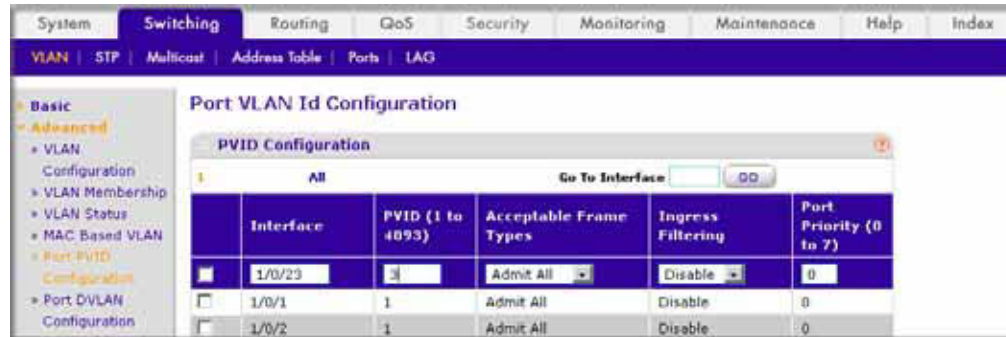 System Switching Routing QoS Security Monitoring Maintenance Help Index
VLAN STP Multicast Address Table Ports LAG
Basic
Advanced
VLAN
Configuration
VLAN Membership
VLAN Status
MAC Based VLAN
Port PVID
Configuration
Port DVLAN
Configuration
Port VLAN Id Configuration
PVID Configuration
1 All Go To Interface GO
Interface PVID (1 to 4093) Acceptable Frame Types Ingress Filtering Port Priority (0 to 7)
1/0/23 3 Admit All Disable 0
1/0/1 1 Admit All Disable 0
1/0/2 1 Admit All Disable 0